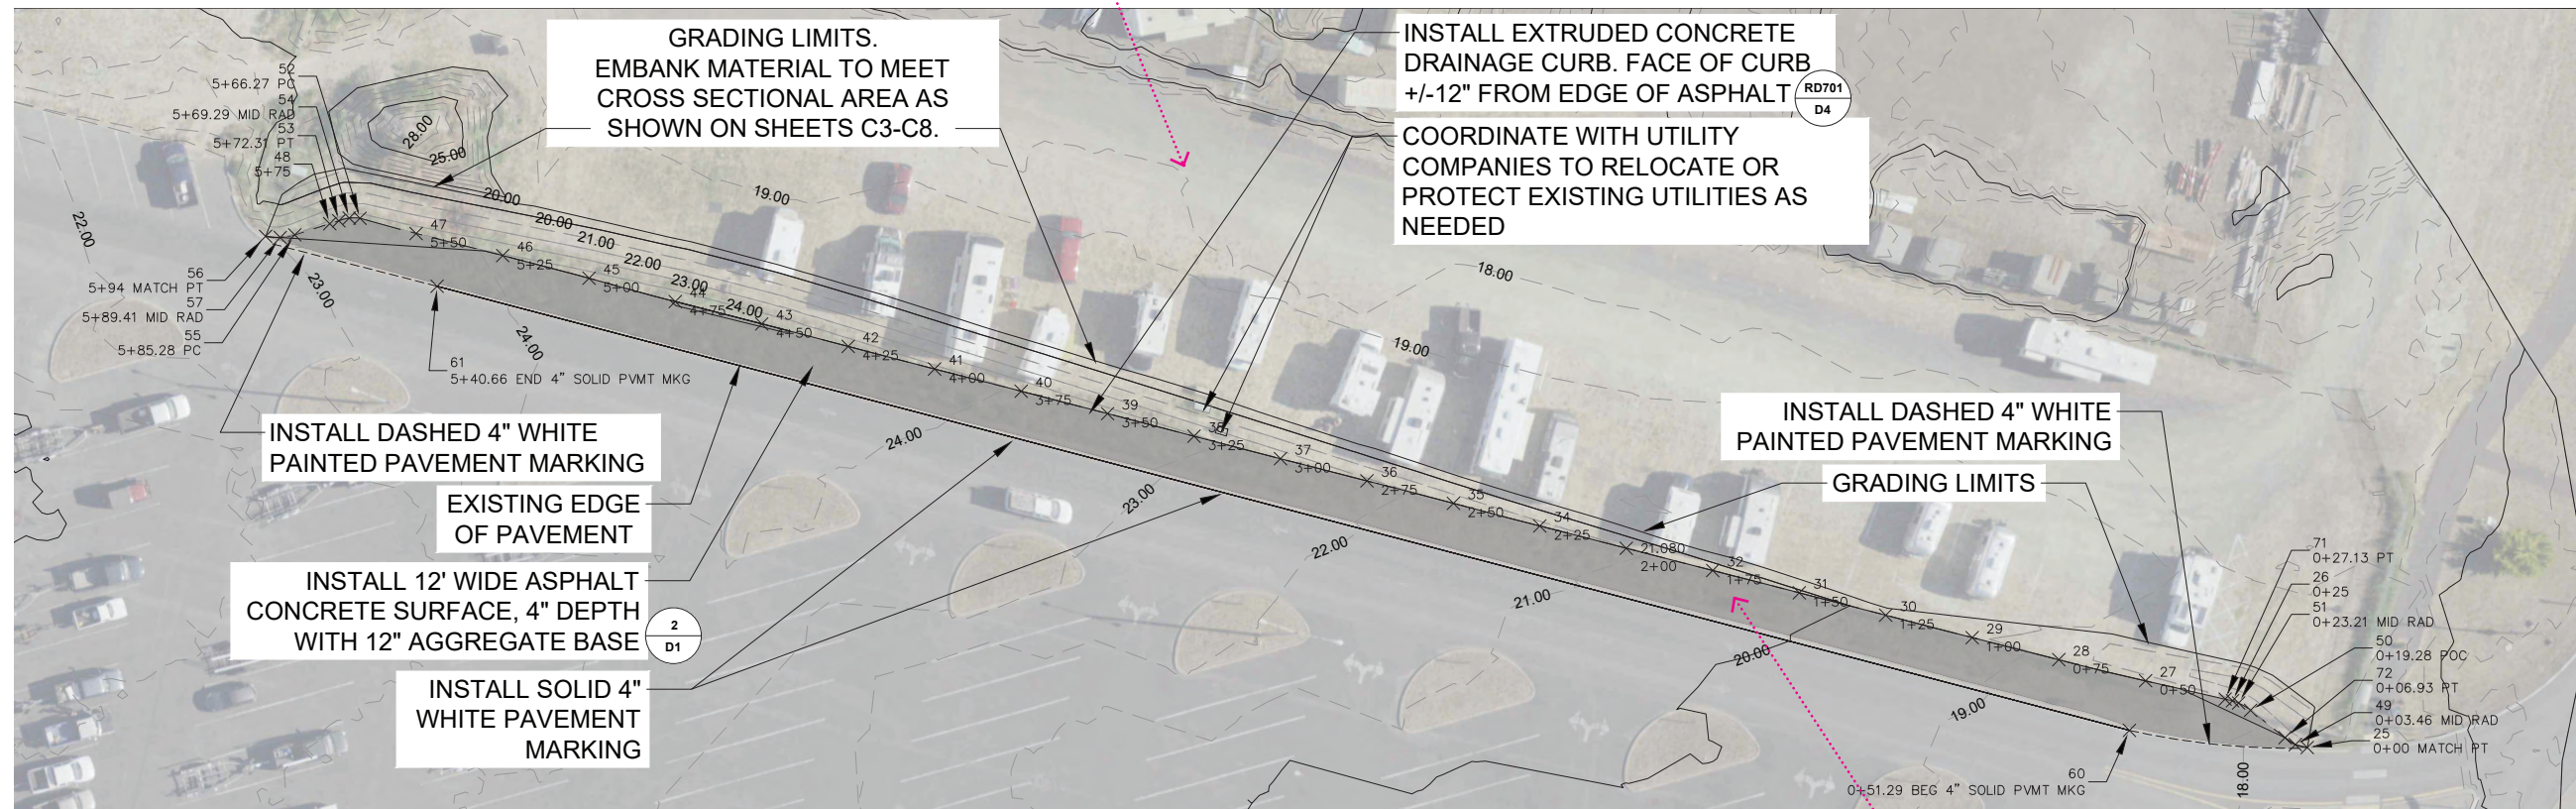 GRADING LIMITS.
EMBANK MATERIAL TO MEET
CROSS SECTIONAL AREA AS
SHOWN ON SHEETS C3-C8.
INSTALL EXTRUDED CONCRETE
DRAINAGE CURB. FACE OF CURB
+/-12" FROM EDGE OF ASPHALT
RD701
D4
COORDINATE WITH UTILITY
COMPANIES TO RELOCATE OR
PROTECT EXISTING UTILITIES AS
NEEDED
52
5+66.27 PC
54
5+69.29 MID RAD
53
5+72.31 PT
48
5+75
28.00
25.00
22.00
20.00
20.00
21.00
22.00
23.00
24.00
19.00
18.00
19.00
56
5+94 MATCH PT
57
5+89.41 MID RAD
55
5+85.28 PC
23.00
24.00
61
5+40.66 END 4" SOLID PVMT MKG
47
5+50
46
5+25
45
5+00
44
4+75
43
4+50
42
4+25
41
4+00
40
3+75
39
3+50
38
3+25
37
3+00
36
2+75
35
2+50
34
2+25
21.080
2+00
32
1+75
31
1+50
30
1+25
29
1+00
28
0+75
27
0+50
INSTALL DASHED 4" WHITE
PAINTED PAVEMENT MARKING
EXISTING EDGE
OF PAVEMENT
INSTALL 12' WIDE ASPHALT
CONCRETE SURFACE, 4" DEPTH
WITH 12" AGGREGATE BASE
2
D1
INSTALL SOLID 4"
WHITE PAVEMENT
MARKING
24.00
23.00
22.00
21.00
20.00
19.00
18.00
INSTALL DASHED 4" WHITE
PAINTED PAVEMENT MARKING
GRADING LIMITS
71
0+27.13 PT
26
0+25
51
0+23.21 MID RAD
50
0+19.28 POC
72
0+06.93 PT
49
0+03.46 MID RAD
25
0+00 MATCH PT
60
0+51.29 BEG 4" SOLID PVMT MKG